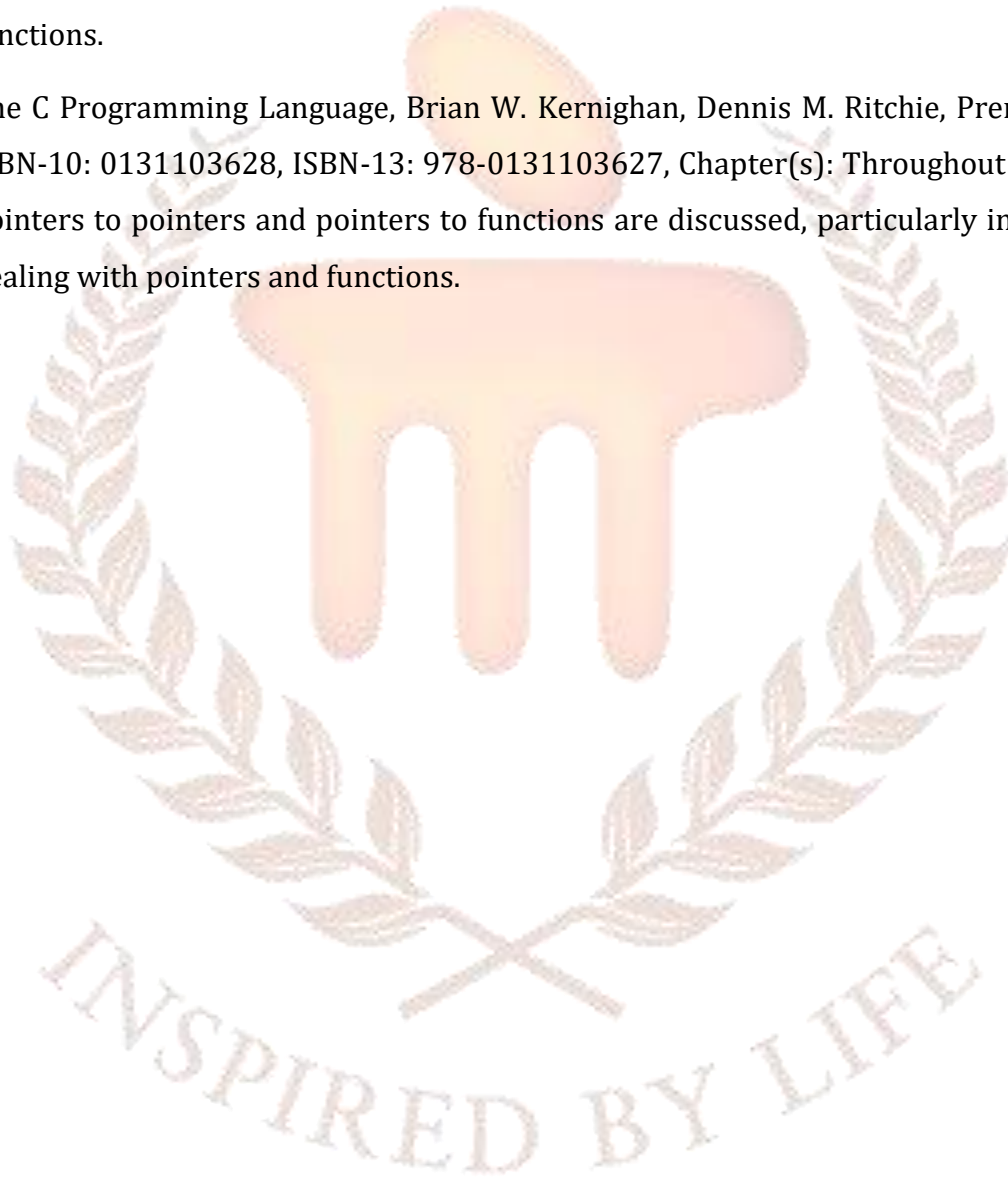 nctions.
ne C Programming Language, Brian W. Kernighan, Dennis M. Ritchie, Pren
BN-10: 0131103628, ISBN-13: 978-0131103627, Chapter(s): Throughout
ointers to pointers and pointers to functions are discussed, particularly in
ealing with pointers and functions.
INSPIRED BY LIFE